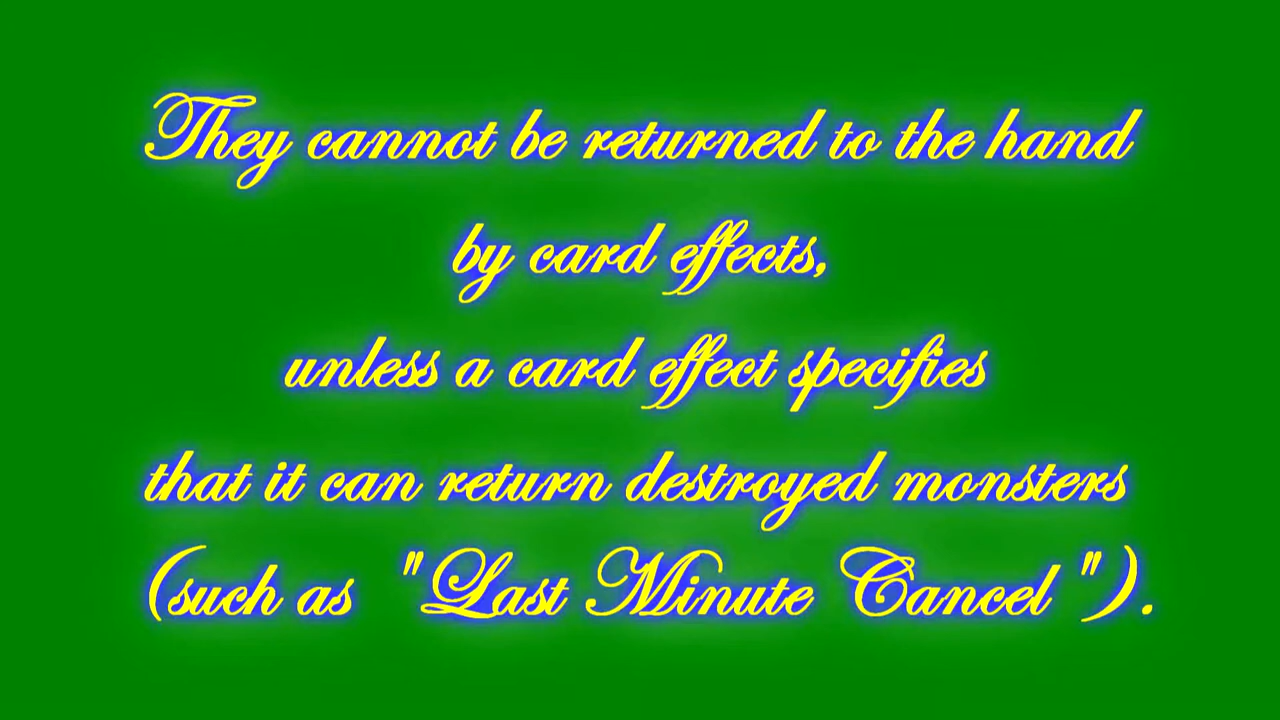 They cannot be returned to the hand
by card effects,
unless a card effect specifies
that it can return destroyed monsters
(such as "Last Minute Cancel").